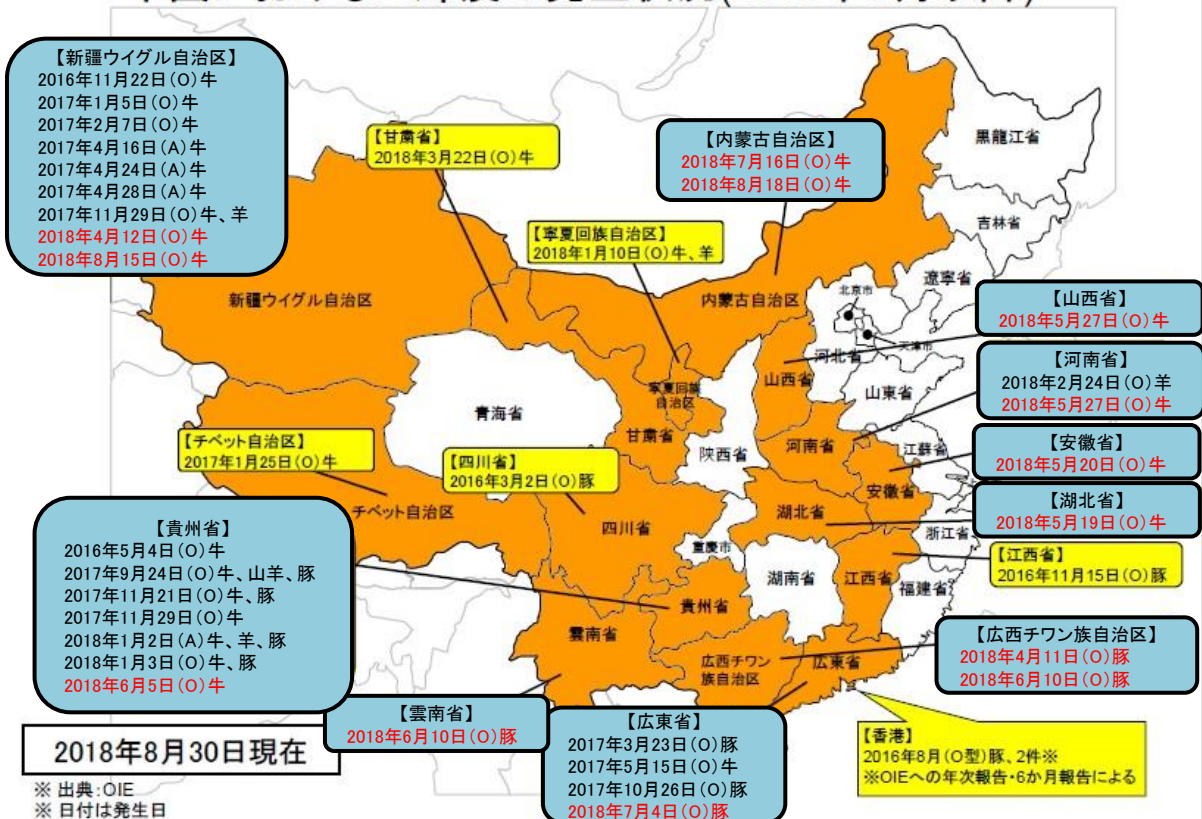 【新疆ウイグル自治区】
2016年11月22日(O)牛
2017年1月5日(O)牛
2017年2月7日(O)牛
2017年4月16日(A)牛
2017年4月24日(A)牛
2017年4月28日(A)牛
2017年11月29日(O)牛、羊
2018年4月12日(O)牛
2018年8月15日(O)牛
【甘粛省】
2018年3月22日(O)牛
【内蒙古自治区】
2018年7月16日(O)牛
2018年8月18日(O)牛
黒龍江省
吉林省
遼寧省
【寧夏回族自治区】
2018年1月10日(O)牛、羊
新疆ウイグル自治区
内蒙古自治区
北京市
天津市
河北省
【山西省】
2018年5月27日(O)牛
【河南省】
2018年2月24日(O)羊
2018年5月27日(O)牛
山西省
山東省
寧夏回族
自治区
青海省
甘粛省
陝西省
河南省
江蘇省
【チベット自治区】
2017年1月25日(O)牛
【四川省】
2016年3月2日(O)豚
【安徽省】
2018年5月20日(O)牛
安徽省
【湖北省】
2018年5月19日(O)牛
チベット自治区
四川省
湖北省
重慶市
浙江省
【江西省】
2016年11月15日(O)豚
湖南省
江西省
福建省
【貴州省】
2016年5月4日(O)牛
2017年9月24日(O)牛、山羊、豚
2017年11月21日(O)牛、豚
2017年11月29日(O)牛
2018年1月2日(A)牛、羊、豚
2018年1月3日(O)牛、豚
2018年6月5日(O)牛
貴州省
雲南省
広西チワン
族自治区
広東省
【広西チワン族自治区】
2018年4月11日(O)豚
2018年6月10日(O)豚
【雲南省】
2018年6月10日(O)豚
【広東省】
2017年3月23日(O)豚
2017年5月15日(O)牛
2017年10月26日(O)豚
2018年7月4日(O)豚
【香港】
2016年8月(O型)豚、2件※
※OIEへの年次報告・6か月報告による
2018年8月30日現在
※ 出典:OIE
※ 日付は発生日